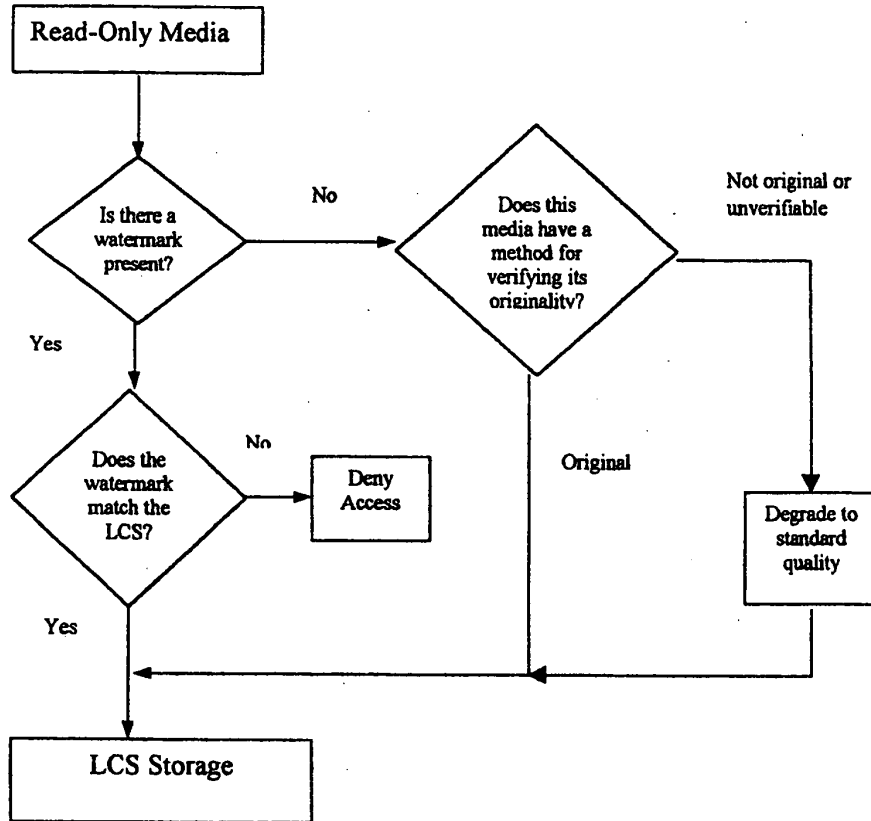 Read-Only Media
Is there a
watermark
present?
No
Does this
media have a
method for
verifying its
originality?
Not original or
unverifiable
Yes
Does the
watermark
match the
LCS?
No
Deny
Access
Original
Degrade to
standard
quality
Yes
LCS Storage